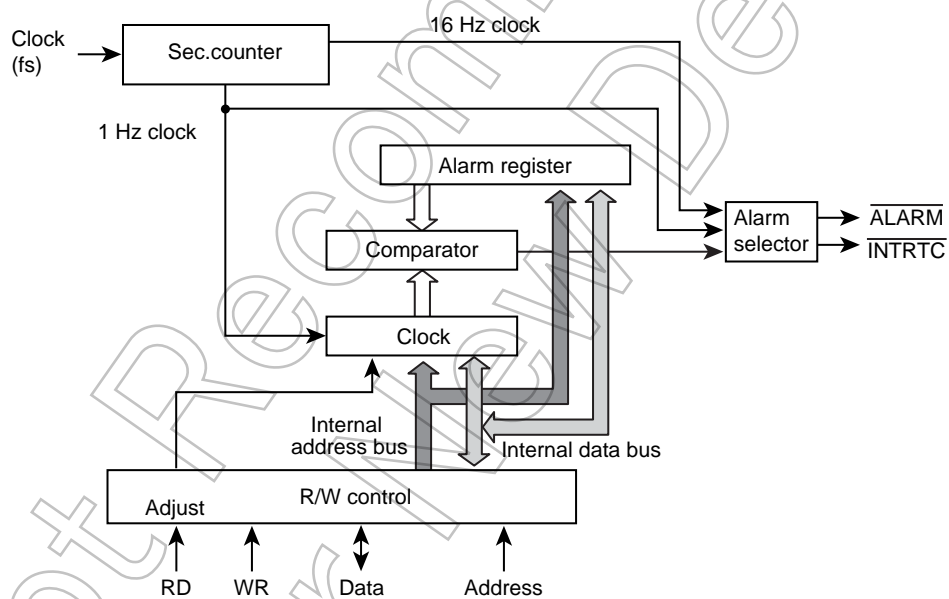 16 Hz clock
Clock
(fs)
Sec.counter
1 Hz clock
Alarm register
Alarm
selector
ALARM
INTRTC
Comparator
Clock
Internal
address bus
Internal data bus
R/W control
Adjust
RD
WR
Data
Address